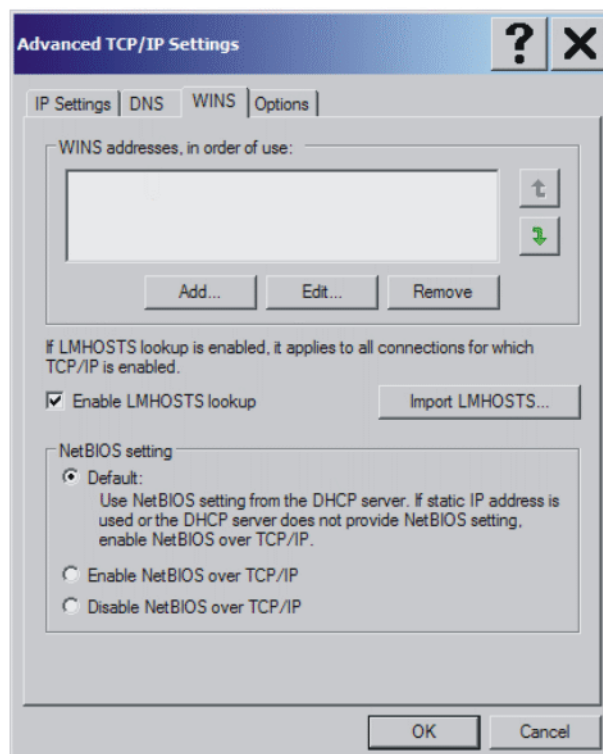 Advanced TCP/IP Settings
IP Settings DNS WINS Options
WINS addresses, in order of use:
Add... Edit... Remove
If LMHOSTS lookup is enabled, it applies to all connections for which
TCP/IP is enabled.
Enable LMHOSTS lookup Import LMHOSTS...
NetBIOS setting
Default:
Use NetBIOS setting from the DHCP server. If static IP address is
used or the DHCP server does not provide NetBIOS setting,
enable NetBIOS over TCP/IP.
Enable NetBIOS over TCP/IP
Disable NetBIOS over TCP/IP
OK Cancel